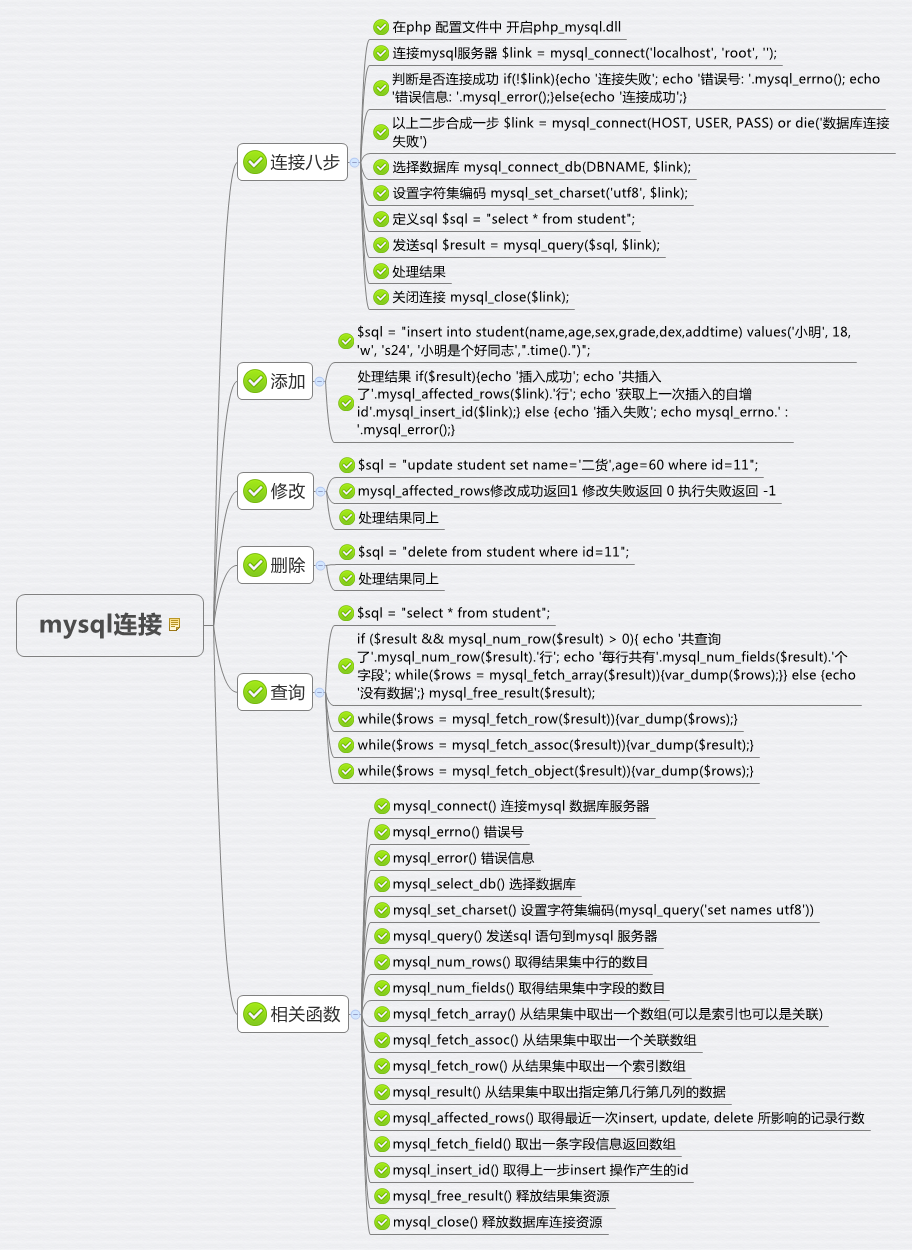 mysql连接
连接八步
在php 配置文件中 开启php_mysql.dll
连接mysql服务器 $link = mysql_connect('localhost', 'root', '');
判断是否连接成功 if(!$link){echo '连接失败'; echo '错误号: '.mysql_errno(); echo
'错误信息: '.mysql_error();}else{echo '连接成功';}
以上二步合成一步 $link = mysql_connect(HOST, USER, PASS) or die('数据库连接
失败')
选择数据库 mysql_connect_db(DBNAME, $link);
设置字符集编码 mysql_set_charset('utf8', $link);
定义sql $sql = "select * from student";
发送sql $result = mysql_query($sql, $link);
处理结果
关闭连接 mysql_close($link);
添加
$sql = "insert into student(name,age,sex,grade,dex,addtime) values('小明', 18,
'w', 's24', '小明是个好同志',".time().")";
处理结果 if($result){echo '插入成功'; echo '共插入
了'.mysql_affected_rows($link).'行'; echo '获取上一次插入的自增
id'.mysql_insert_id($link);} else {echo '插入失败'; echo mysql_errno.' :
'.mysql_error();}
修改
$sql = "update student set name='二货',age=60 where id=11";
mysql_affected_rows修改成功返回1 修改失败返回 0 执行失败返回 -1
处理结果同上
删除
$sql = "delete from student where id=11";
处理结果同上
查询
$sql = "select * from student";
if ($result && mysql_num_row($result) > 0){ echo '共查询
了'.mysql_num_row($result).'行'; echo '每行共有'.mysql_num_fields($result).'个
字段'; while($rows = mysql_fetch_array($result)){var_dump($rows);}} else {echo
'没有数据';} mysql_free_result($result);
while($rows = mysql_fetch_row($result)){var_dump($rows);}
while($rows = mysql_fetch_assoc($result)){var_dump($result);}
while($rows = mysql_fetch_object($result)){var_dump($rows);}
相关函数
mysql_connect() 连接mysql 数据库服务器
mysql_errno() 错误号
mysql_error() 错误信息
mysql_select_db() 选择数据库
mysql_set_charset() 设置字符集编码(mysql_query('set names utf8'))
mysql_query() 发送sql 语句到mysql 服务器
mysql_num_rows() 取得结果集中行的数目
mysql_num_fields() 取得结果集中字段的数目
mysql_fetch_array() 从结果集中取出一个数组(可以是索引也可以是关联)
mysql_fetch_assoc() 从结果集中取出一个关联数组
mysql_fetch_row() 从结果集中取出一个索引数组
mysql_result() 从结果集中取出指定第几行第几列的数据
mysql_affected_rows() 取得最近一次insert, update, delete 所影响的记录行数
mysql_fetch_field() 取出一条字段信息返回数组
mysql_insert_id() 取得上一步insert 操作产生的id
mysql_free_result() 释放结果集资源
mysql_close() 释放数据库连接资源